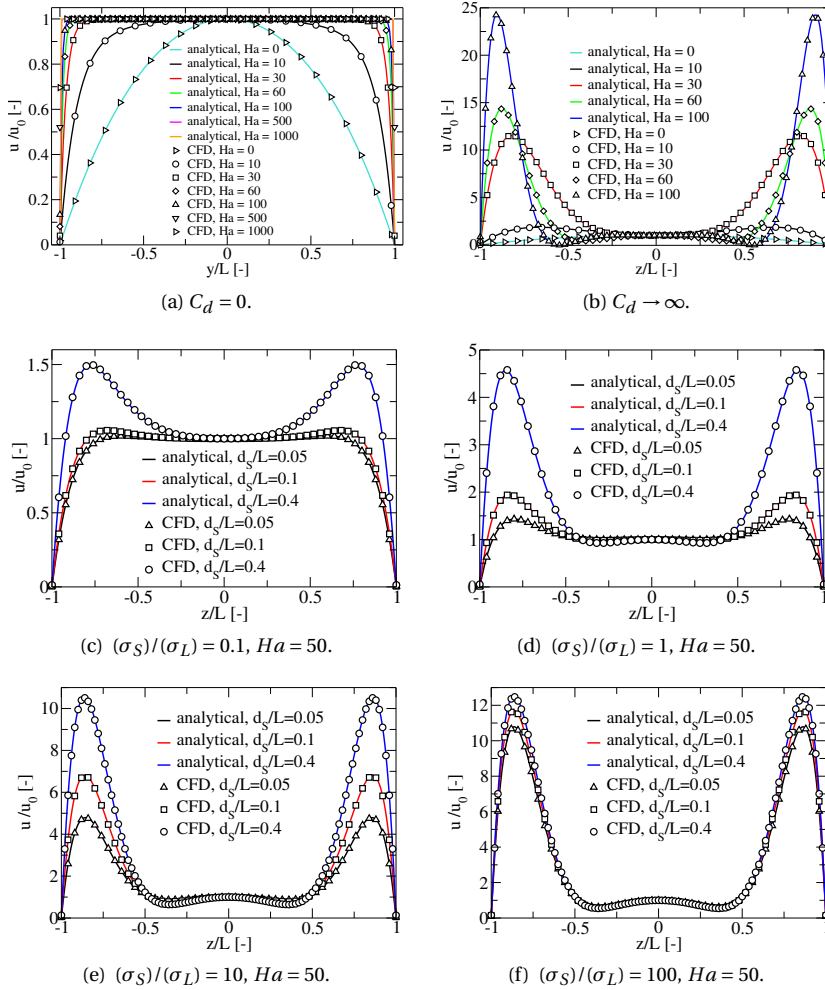 1
0.8
0.6
0.4
0.2
0
u /u0 [-]
analytical, Ha = 0
analytical, Ha = 10
analytical, Ha = 30
analytical, Ha = 60
analytical, Ha = 100
analytical, Ha = 500
analytical, Ha = 1000
CFD, Ha = 0
CFD, Ha = 10
CFD, Ha = 30
CFD, Ha = 60
CFD, Ha = 100
CFD, Ha = 500
CFD, Ha = 1000
-1 -0.5 0 0.5 1
y/L [-]
(a) C_d = 0.
25
20
15
10
5
0
u /u0 [-]
analytical, Ha = 0
analytical, Ha = 10
analytical, Ha = 30
analytical, Ha = 60
analytical, Ha = 100
CFD, Ha = 0
CFD, Ha = 10
CFD, Ha = 30
CFD, Ha = 60
CFD, Ha = 100
-1 -0.5 0 0.5 1
z/L [-]
(b) C_d → ∞.
1.5
1
0.5
0
u/u0 [-]
analytical, d_S/L=0.05
analytical, d_S/L=0.1
analytical, d_S/L=0.4
CFD, d_S/L=0.05
CFD, d_S/L=0.1
CFD, d_S/L=0.4
-1 -0.5 0 0.5 1
z/L [-]
(c) (σ_S)/(σ_L) = 0.1, Ha = 50.
5
4
3
2
1
0
u/u0 [-]
analytical, d_S/L=0.05
analytical, d_S/L=0.1
analytical, d_S/L=0.4
CFD, d_S/L=0.05
CFD, d_S/L=0.1
CFD, d_S/L=0.4
-1 -0.5 0 0.5 1
z/L [-]
(d) (σ_S)/(σ_L) = 1, Ha = 50.
10
8
6
4
2
0
u /u0 [-]
analytical, d_S/L=0.05
analytical, d_S/L=0.1
analytical, d_S/L=0.4
CFD, d_S/L=0.05
CFD, d_S/L=0.1
CFD, d_S/L=0.4
-1 -0.5 0 0.5 1
z/L [-]
(e) (σ_S)/(σ_L) = 10, Ha = 50.
12
10
8
6
4
2
0
u /u0 [-]
analytical, d_S/L=0.05
analytical, d_S/L=0.1
analytical, d_S/L=0.4
CFD, d_S/L=0.05
CFD, d_S/L=0.1
CFD, d_S/L=0.4
-1 -0.5 0 0.5 1
z/L [-]
(f) (σ_S)/(σ_L) = 100, Ha = 50.